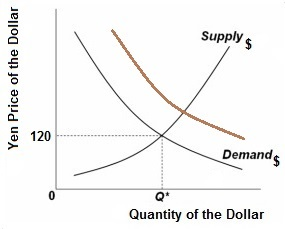 Yen Price of the Dollar
Supply $
120
Demand $
0
Q*
Quantity of the Dollar